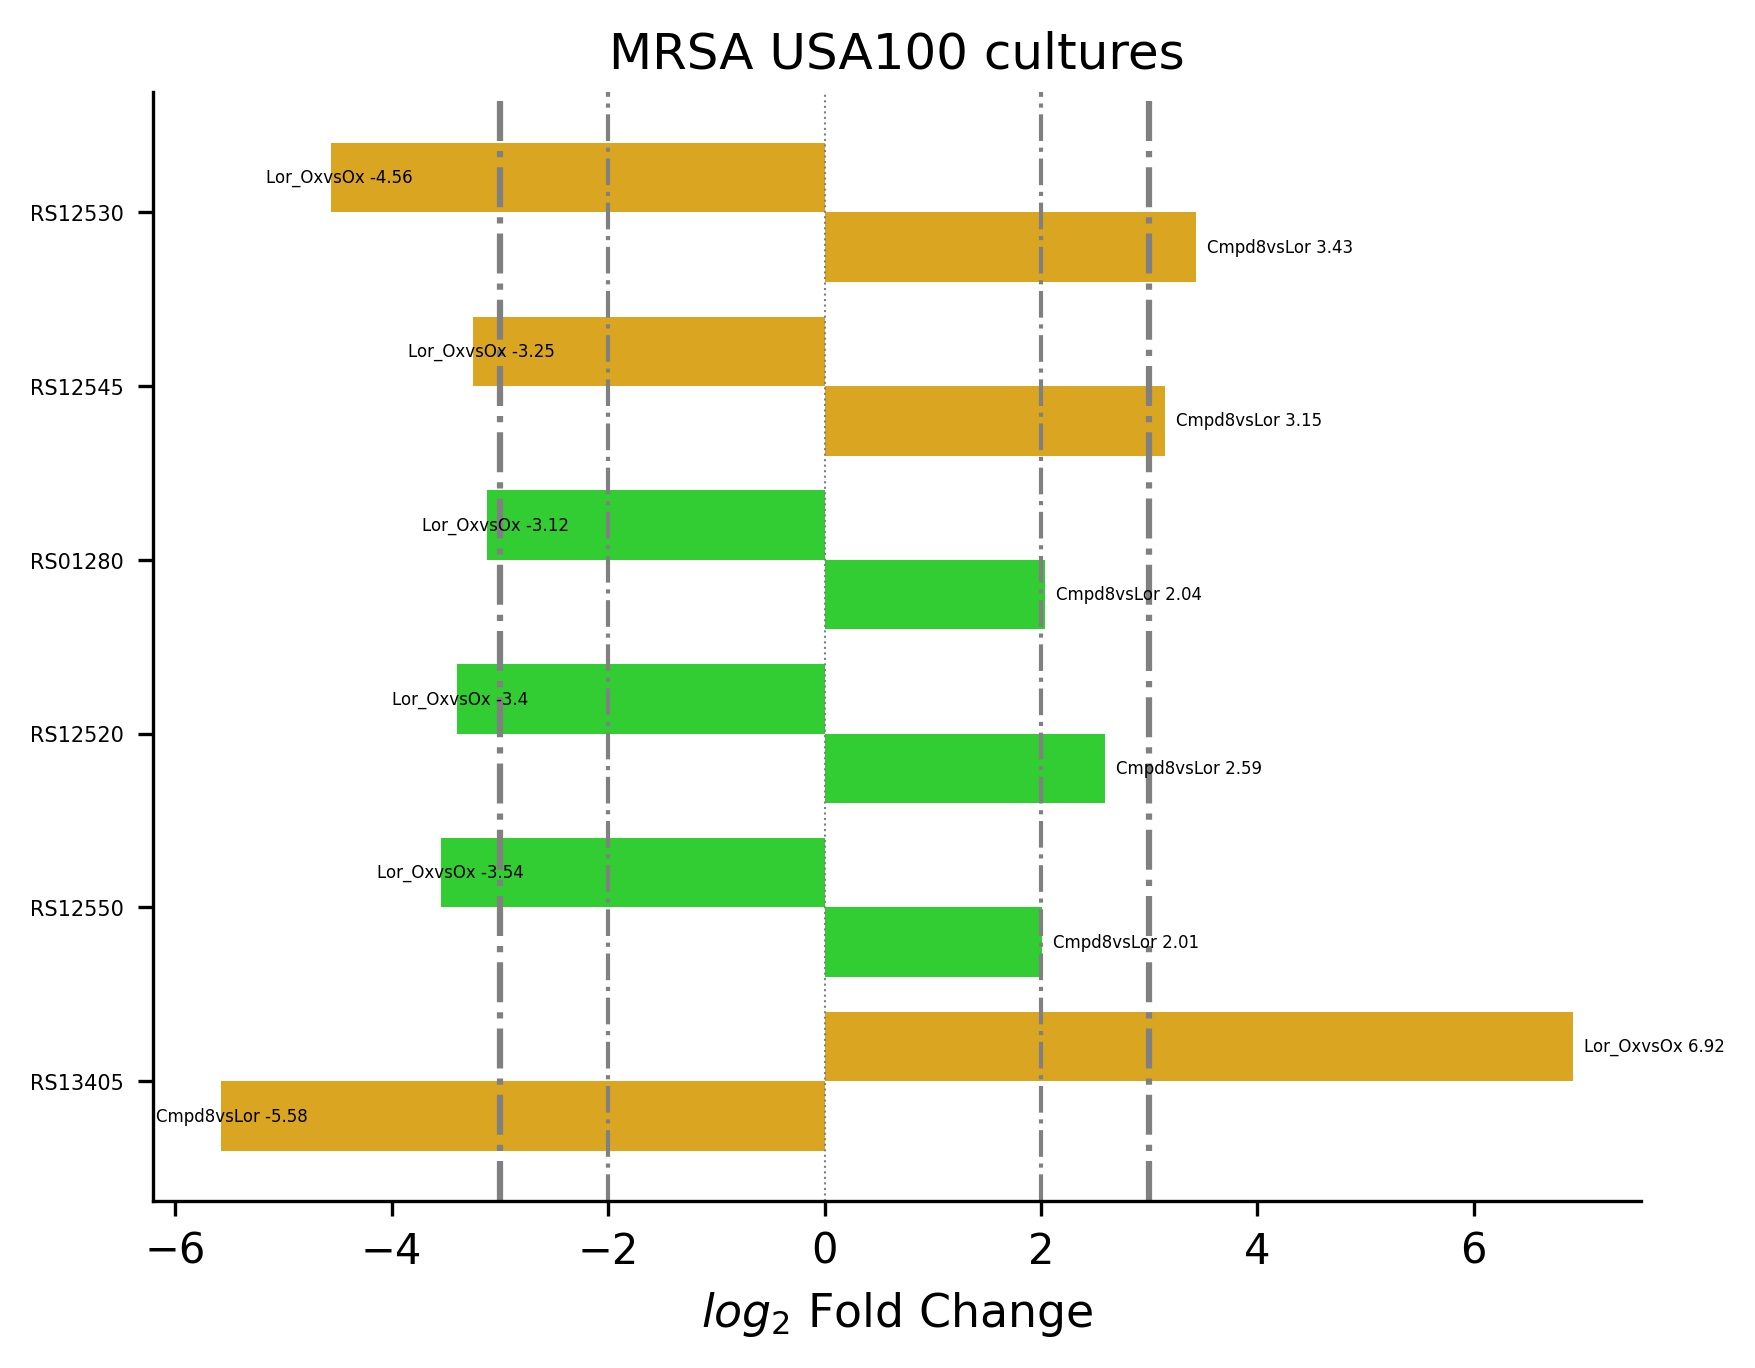 MRSA USA100 cultures
Lor_OxvsOx -4.56
RS12530
Cmpd8vsLor 3.43
Lor_OxvsOx -3.25
RS12545
Cmpd8vsLor 3.15
Lor_OxvsOx -3.12
RS01280
Cmpd8vsLor 2.04
Lor_OxvsOx -3.4
RS12520
Cmpd8vsLor 2.59
Lor_OxvsOx -3.54
RS12550
Cmpd8vsLor 2.01
Lor_OxvsOx 6.92
RS13405
Cmpd8vsLor -5.58
−6 −4 −2 0 2 4 6
log₂ Fold Change